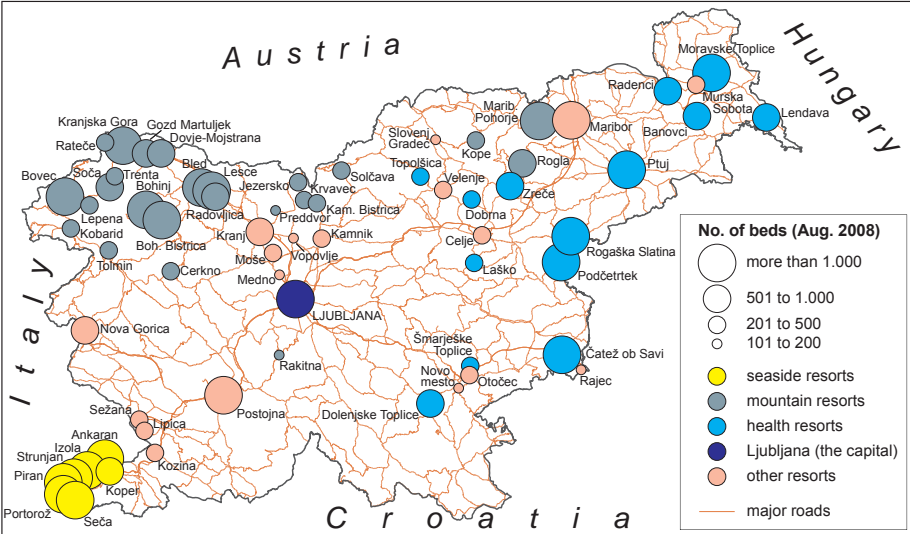 Austria
Hungary
Italy
Croatia
Moravske Toplice
Radenci
Murska
Sobota
Lendava
Banovci
Marib.
Pohorje
Maribor
Slovenj
Gradec
Kope
Topolšica
Velenje
Rogla
Zreče
Ptuj
Dobrna
Celje
Laško
Rogaška Slatina
Podčetrtek
Kranjska Gora
Gozd Martuljek
Dovje-Mojstrana
Rateče
Bled
Lesce
Soča
Trenta
Bovec
Bohinj
Jezersko
Krvavec
Solčava
Lepena
Radovljica
Preddvor
Kam. Bistrica
Kobarid
Boh. Bistrica
Kranj
Kamnik
Vopovlje
Tolmin
Cerkno
Moše
Medno
LJUBLJANA
Nova Gorica
Rakitna
Šmarješke
Toplice
Čatež ob Savi
Novo
mesto
Otočec
Rajec
Postojna
Dolenjske Toplice
Sežana
Lipica
Ankaran
Izola
Strunjan
Kozina
Piran
Koper
Portorož
Seča
No. of beds (Aug. 2008)
more than 1.000
501 to 1.000
201 to 500
101 to 200
seaside resorts
mountain resorts
health resorts
Ljubljana (the capital)
other resorts
major roads